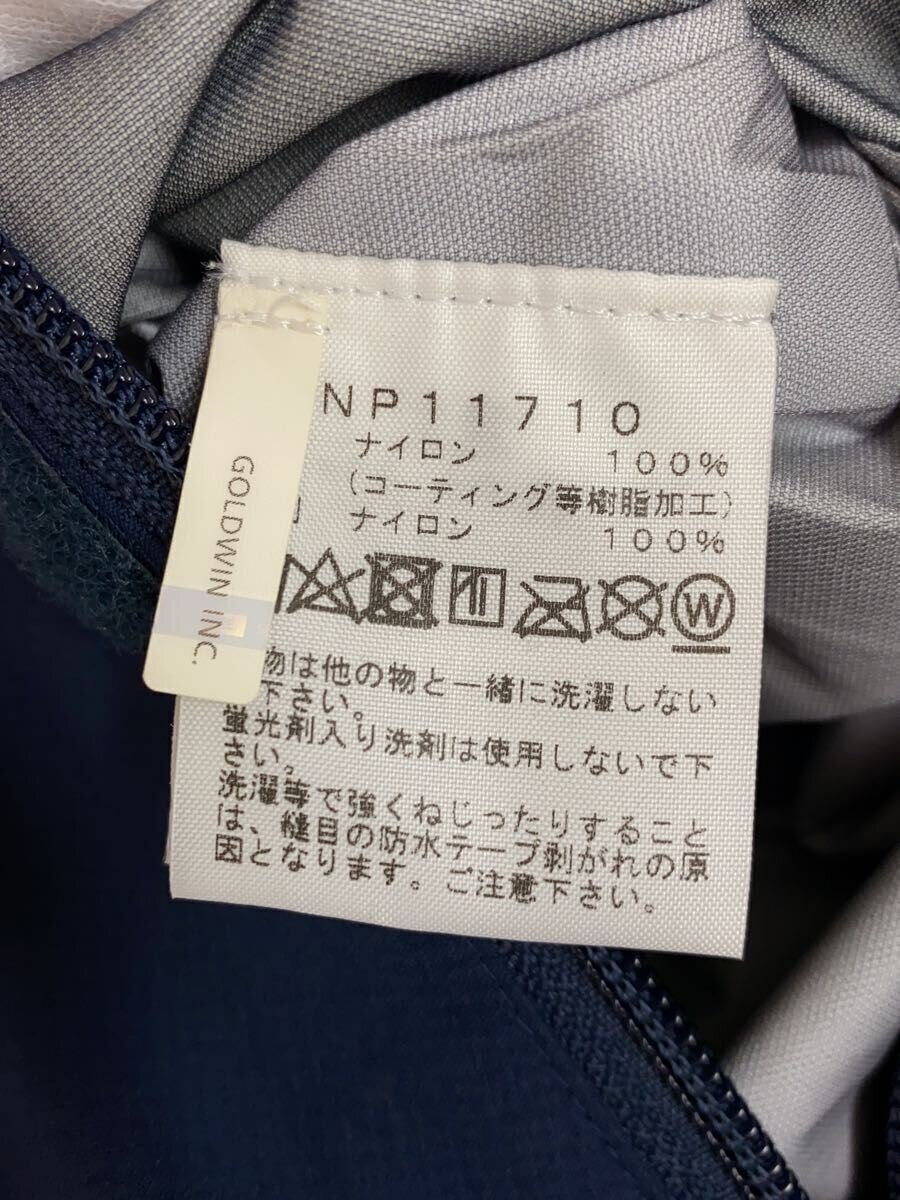 NP11710
ナイロン 100%
(コーティング等樹脂加工)
ナイロン 100%
W
物は他の物と一緒に洗濯しない
下さい。
蛍光剤入り洗剤は使用しないで下
さい。
洗濯等で強くねじったりすること
は、縫目の防水テープ剥がれの原
因となります。ご注意下さい。
GOLDWIN INC.